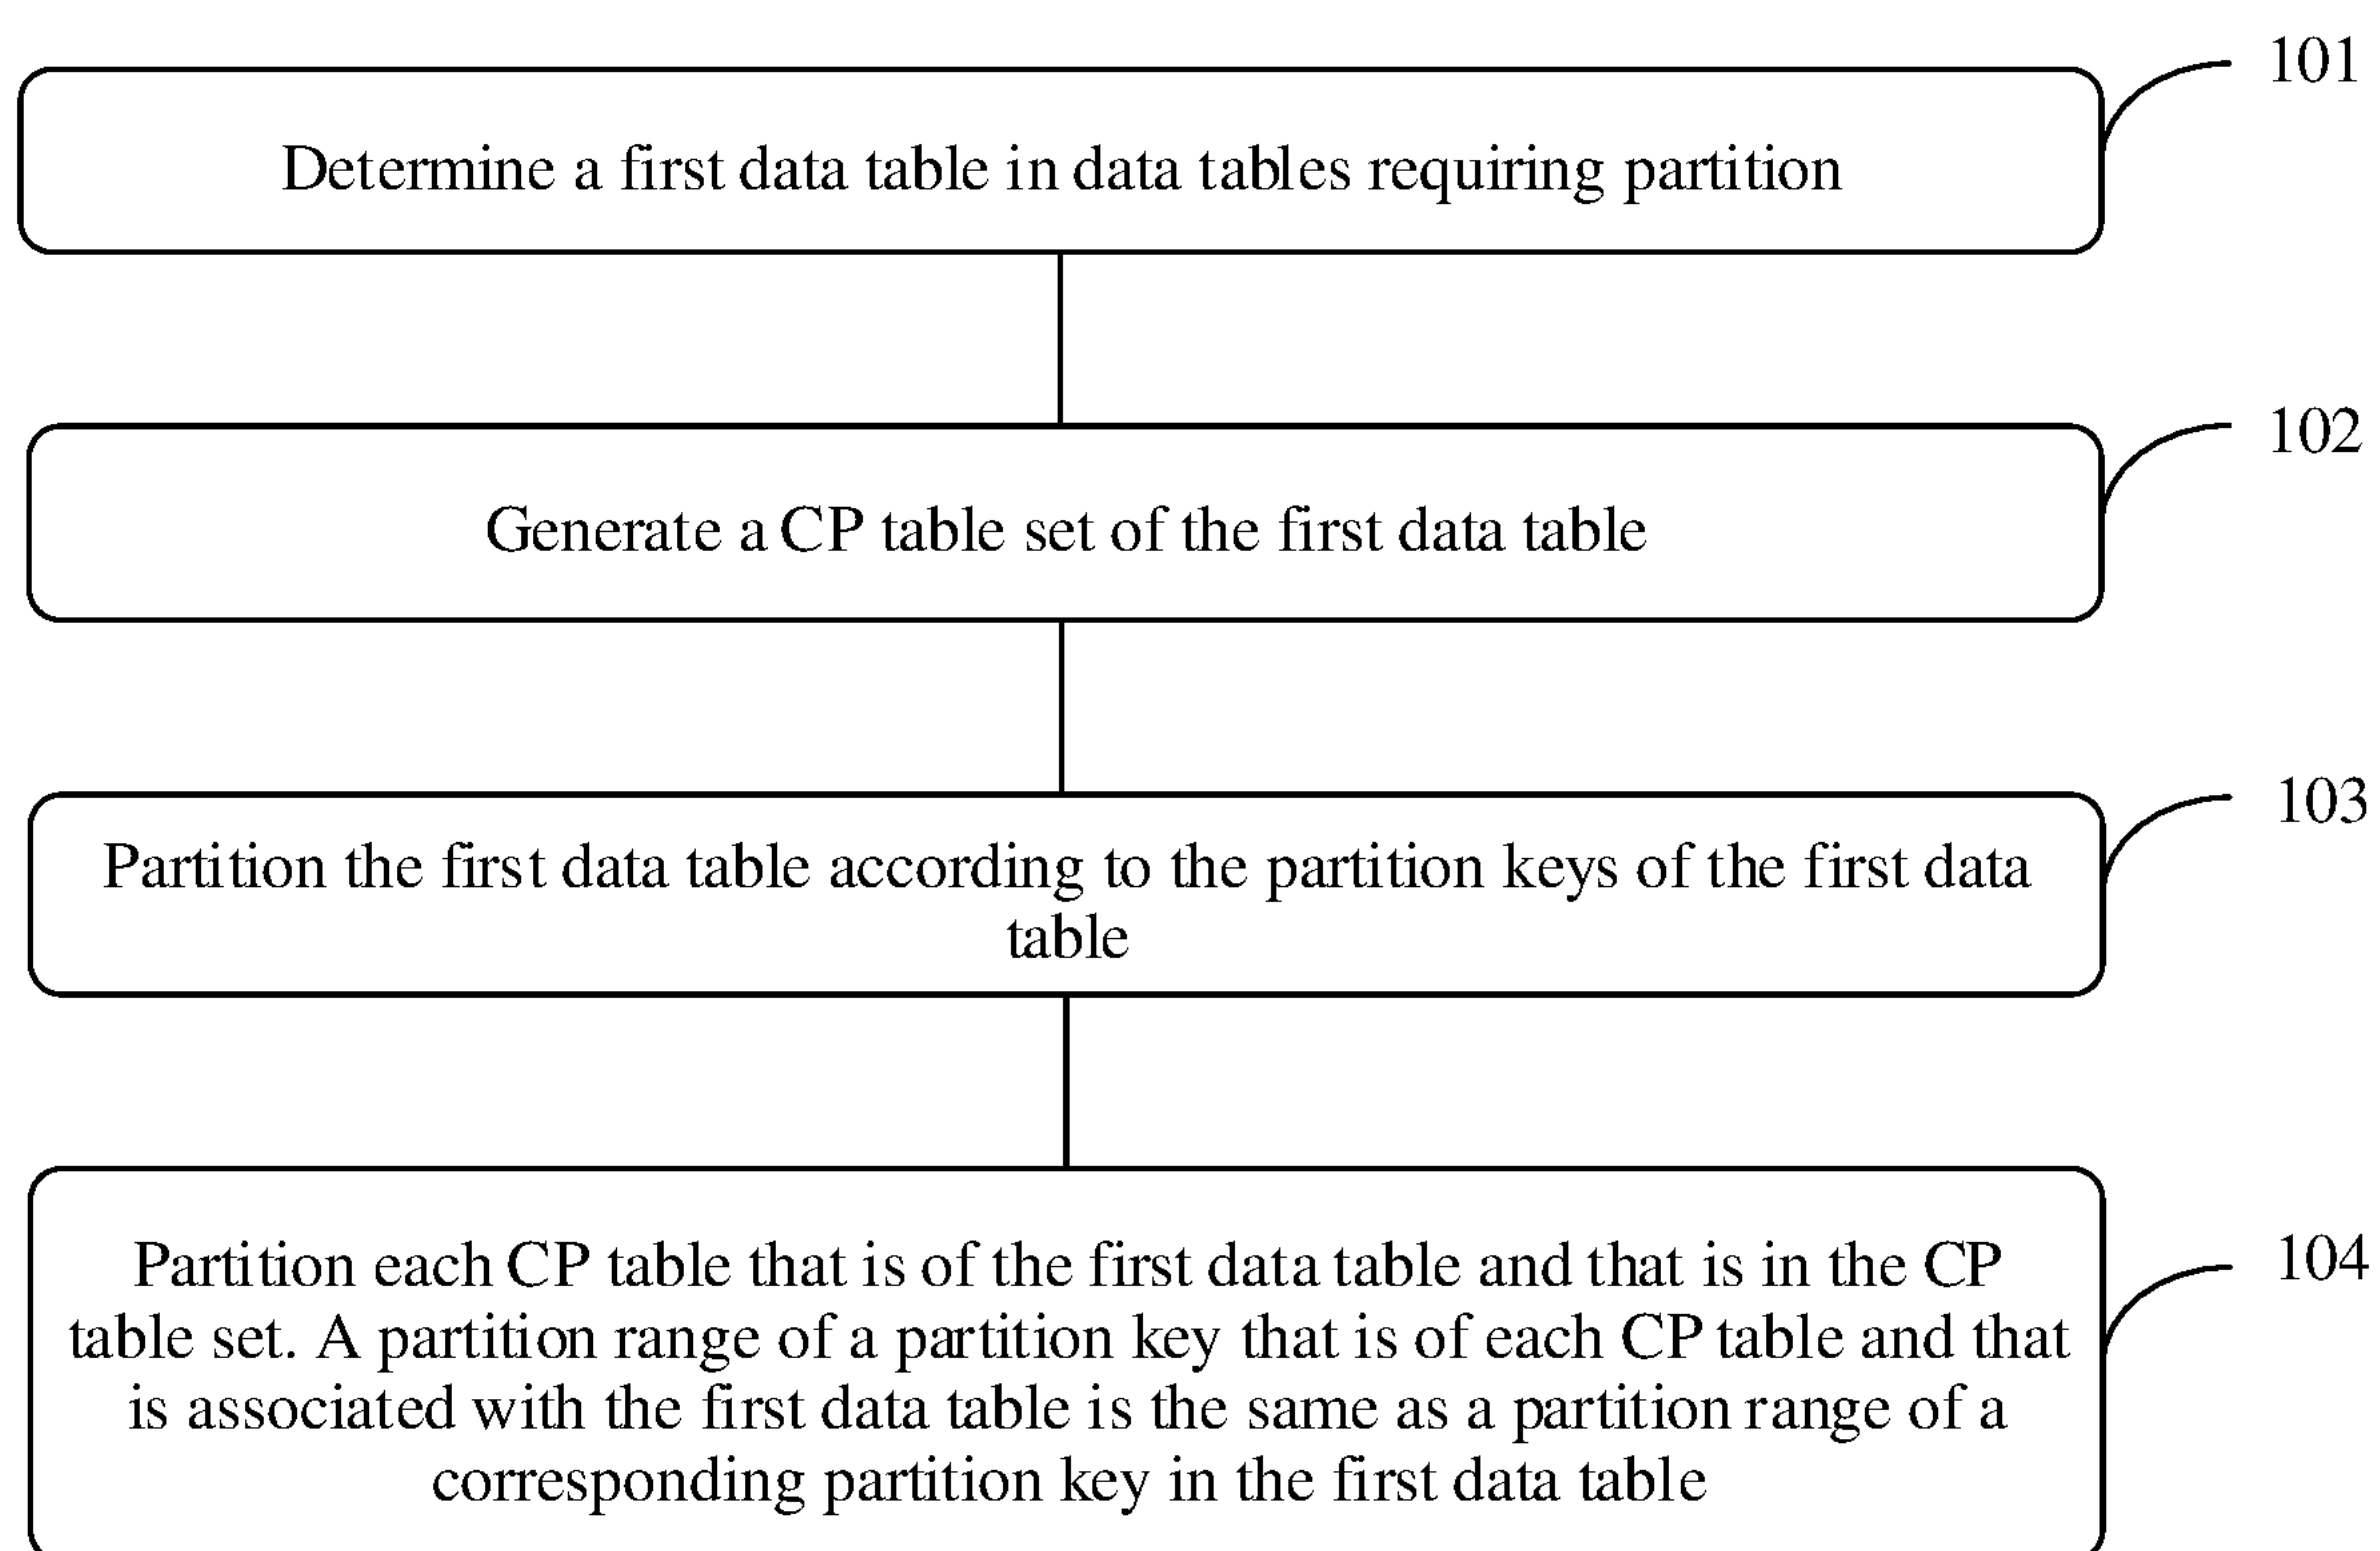 101
Determine a first data table in data tables requiring partition
102
Generate a CP table set of the first data table
103
Partition the first data table according to the partition keys of the first data
table
104
Partition each CP table that is of the first data table and that is in the CP
table set. A partition range of a partition key that is of each CP table and that
is associated with the first data table is the same as a partition range of a
corresponding partition key in the first data table